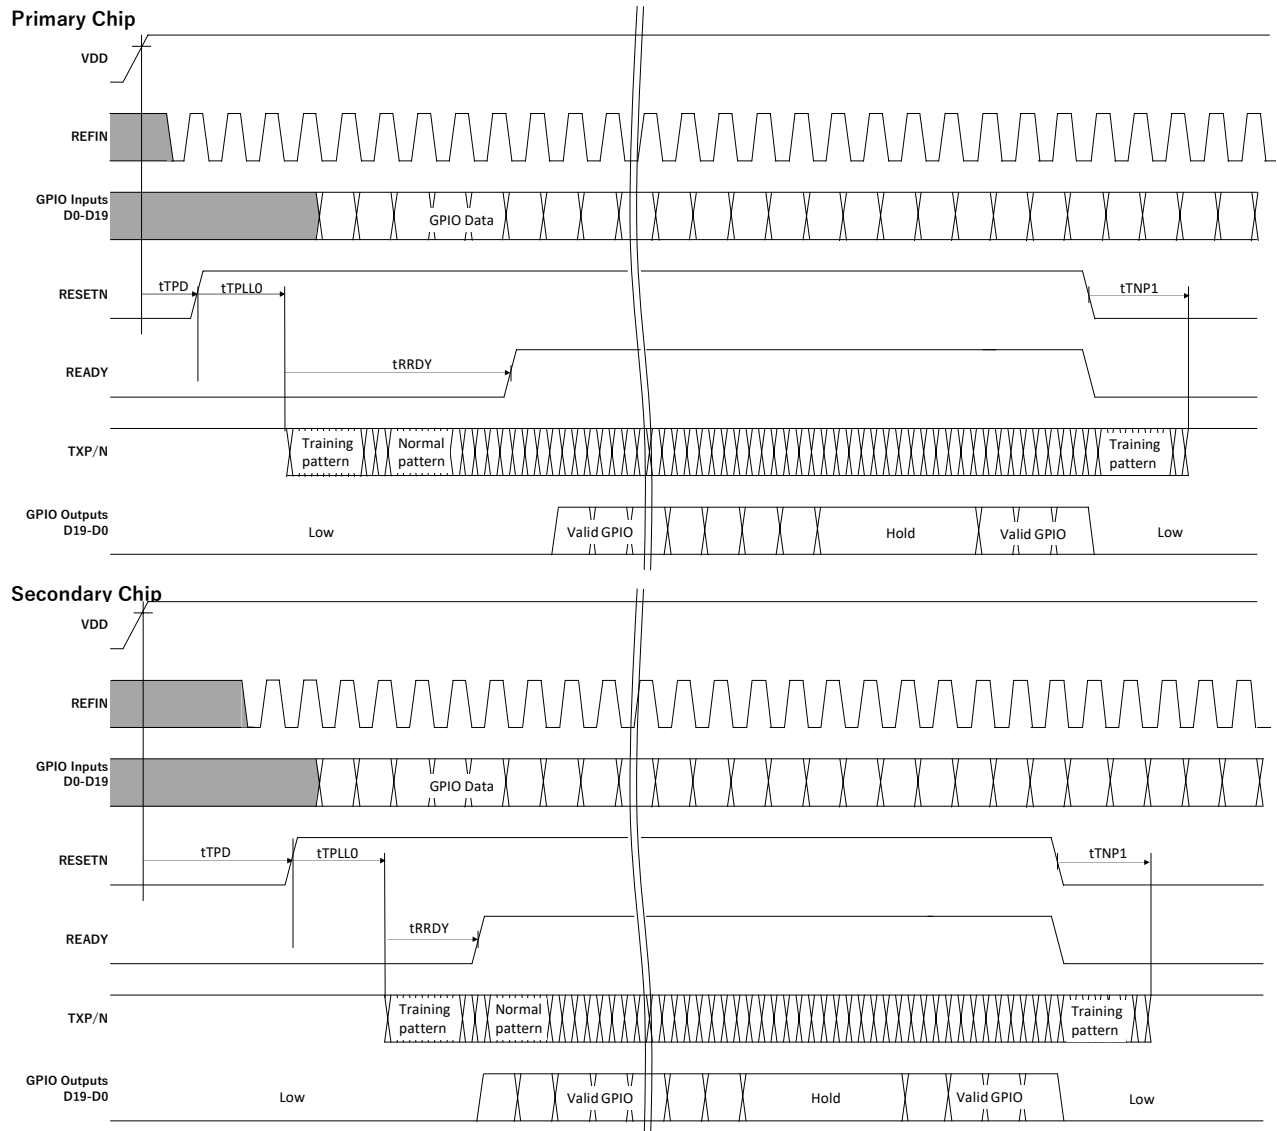 Primary Chip
VDD
REFIN
GPIO Inputs
D0-D19
GPIO Data
RESETN
tTPD
tTPLL0
tTNP1
READY
tRRDY
TXP/N
Training
pattern
Normal
pattern
Training
pattern
GPIO Outputs
D19-D0
Low
Valid GPIO
Hold
Valid GPIO
Low
Secondary Chip
VDD
REFIN
GPIO Inputs
D0-D19
GPIO Data
RESETN
tTPD
tTPLL0
tTNP1
READY
tRRDY
TXP/N
Training
pattern
Normal
pattern
Training
pattern
GPIO Outputs
D19-D0
Low
Valid GPIO
Hold
Valid GPIO
Low